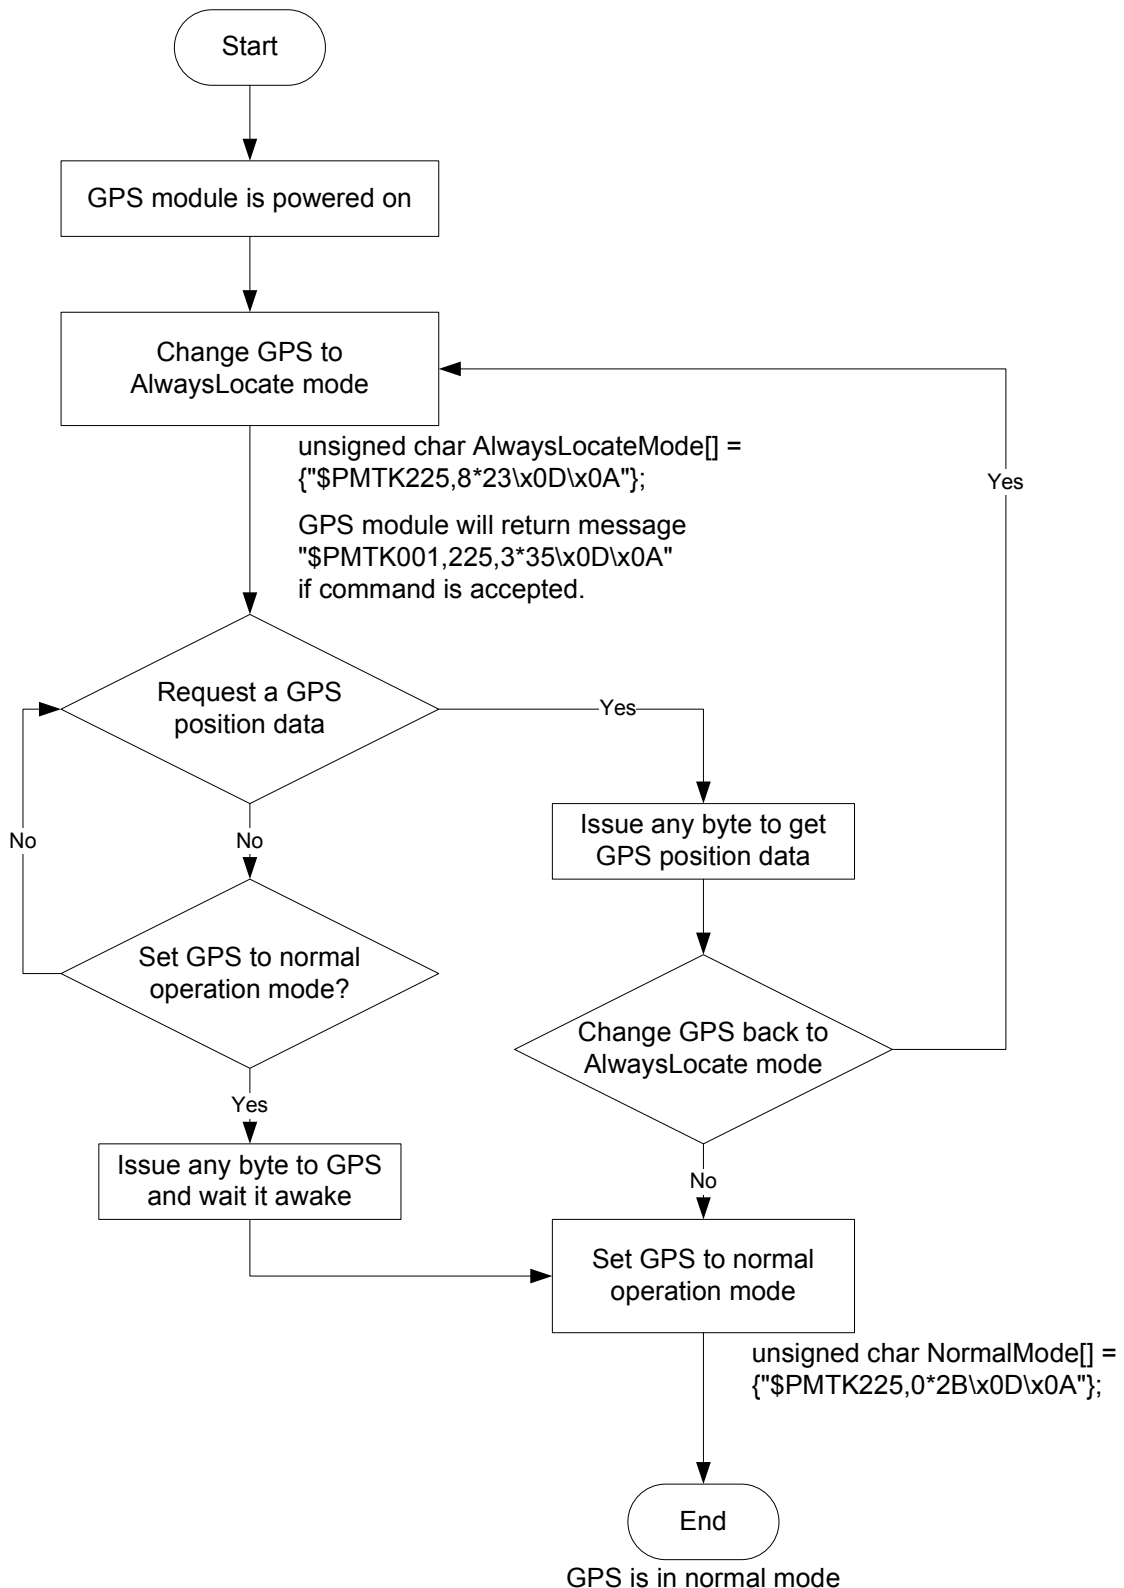 Start
GPS module is powered on
Change GPS to
AlwaysLocate mode
unsigned char AlwaysLocateMode[] =
{"$PMTK225,8*23\x0D\x0A"};
Yes
GPS module will return message
"$PMTK001,225,3*35\x0D\x0A"
if command is accepted.
Request a GPS
position data
Yes
No
No
Issue any byte to get
GPS position data
Set GPS to normal
operation mode?
Change GPS back to
AlwaysLocate mode
Yes
Issue any byte to GPS
and wait it awake
No
Set GPS to normal
operation mode
unsigned char NormalMode[] =
{"$PMTK225,0*2B\x0D\x0A"};
End
GPS is in normal mode